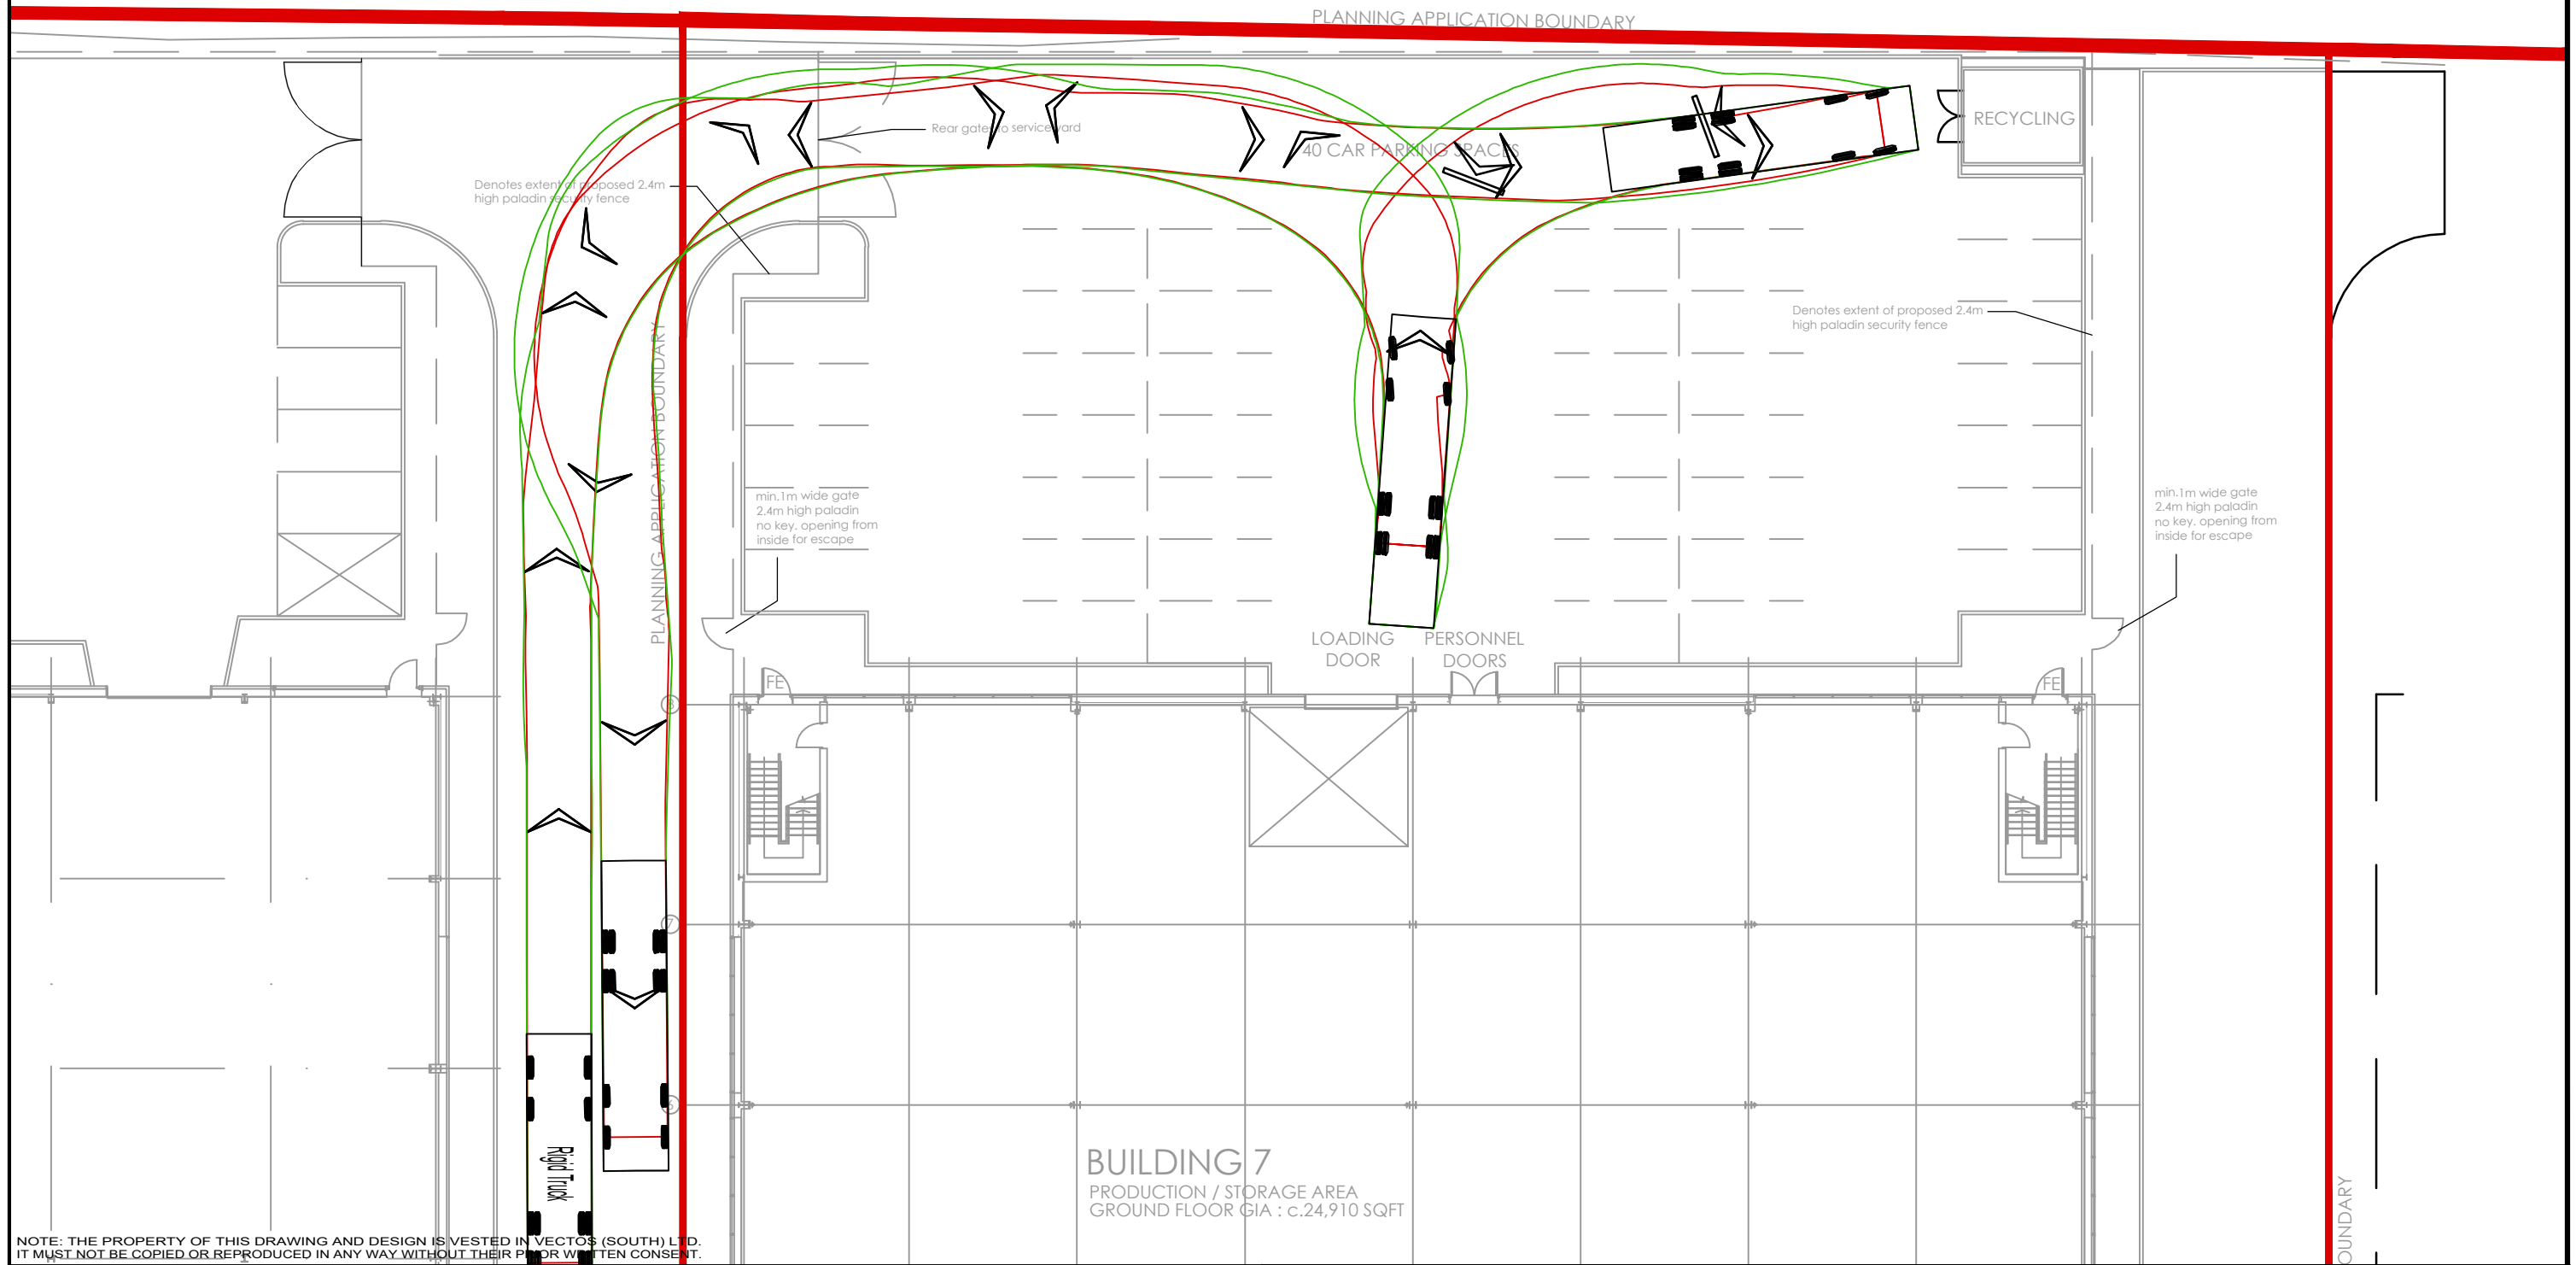 PLANNING APPLICATION BOUNDARY
RECYCLING
Rear gates to service yard
40 CAR PARKING SPACES
Denotes extent of proposed 2.4m
high paladin security fence
Denotes extent of proposed 2.4m
high paladin security fence
PLANNING APPLICATION BOUNDARY
min.1m wide gate
2.4m high paladin
no key. opening from
inside for escape
min.1m wide gate
2.4m high paladin
no key. opening from
inside for escape
LOADING
DOOR
PERSONNEL
DOORS
FE
FE
8
7
6
Rigid Truck
BUILDING 7
PRODUCTION / STORAGE AREA
GROUND FLOOR GIA : c.24,910 SQFT
OUNDARY
NOTE: THE PROPERTY OF THIS DRAWING AND DESIGN IS VESTED IN VECTOS (SOUTH) LTD.
IT MUST NOT BE COPIED OR REPRODUCED IN ANY WAY WITHOUT THEIR PRIOR WRITTEN CONSENT.